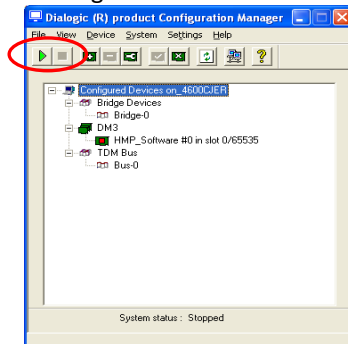 Dialogic (R) product Configuration Manager
File View Device System Settings Help
Configured Devices on_4600CJER
Bridge Devices
Bridge-0
DM3
HMP_Software #0 in slot 0/65535
TDM Bus
Bus-0
System status : Stopped